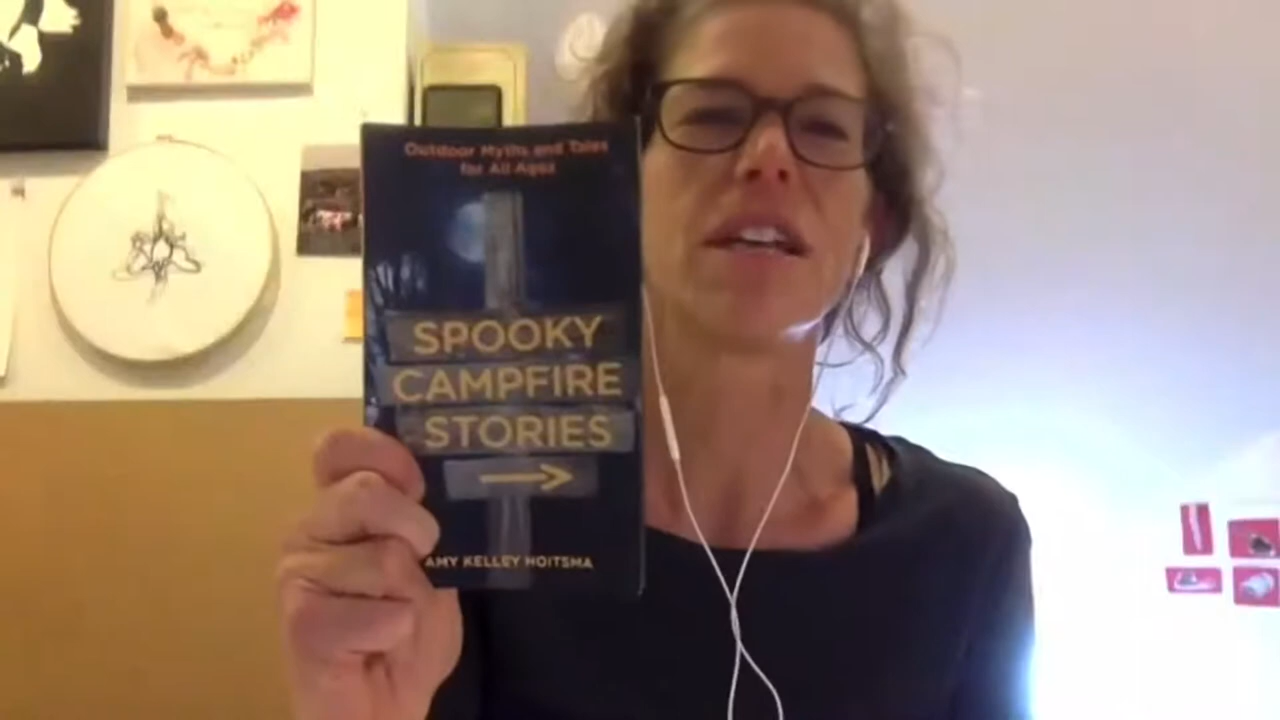 Outdoor Myths and Tales
for All Ages
SPOOKY
CAMPFIRE
STORIES
AMY KELLEY HOITSMA